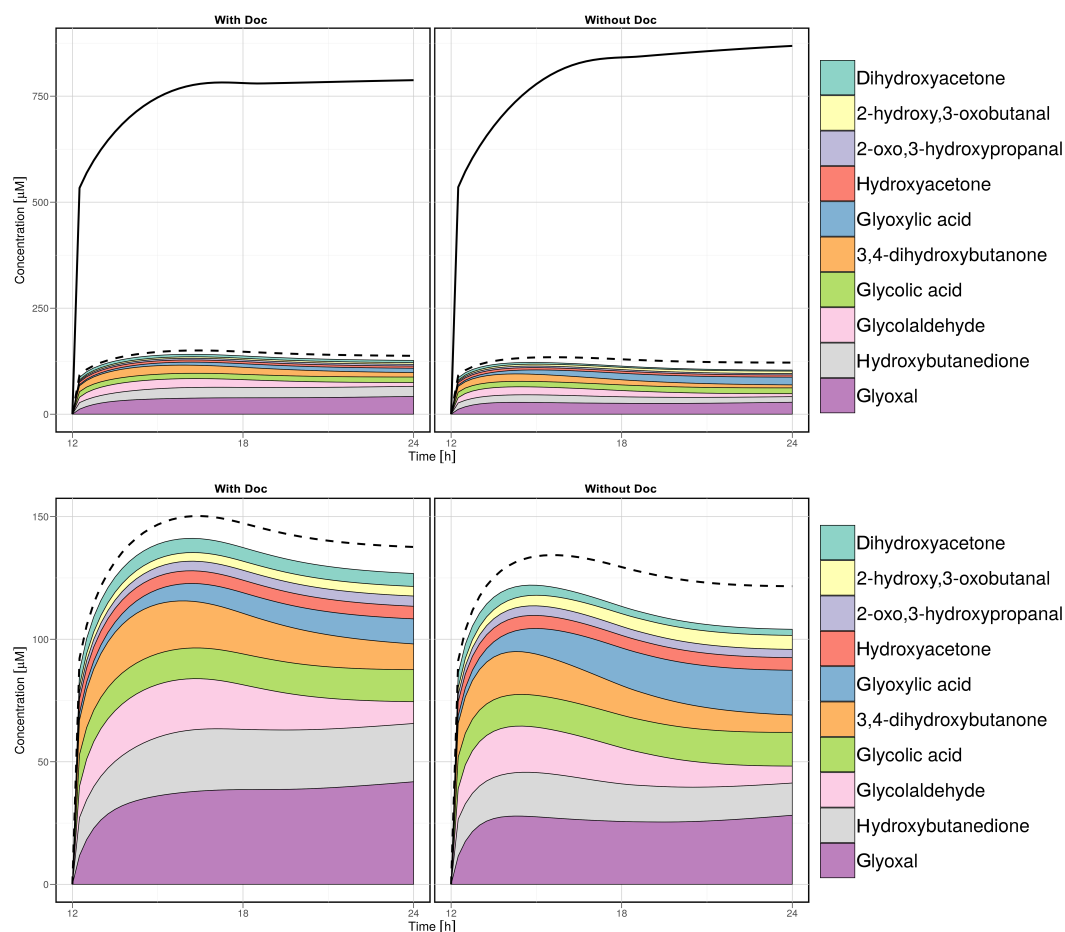 With Doc
Without Doc
Concentration [µM]
750
500
250
0
12
18
24
12
18
24
Time [h]
Dihydroxyacetone
2-hydroxy,3-oxobutanal
2-oxo,3-hydroxypropanal
Hydroxyacetone
Glyoxylic acid
3,4-dihydroxybutanone
Glycolic acid
Glycolaldehyde
Hydroxybutanedione
Glyoxal
With Doc
Without Doc
Concentration [µM]
150
100
50
0
12
18
24
12
18
24
Time [h]
Dihydroxyacetone
2-hydroxy,3-oxobutanal
2-oxo,3-hydroxypropanal
Hydroxyacetone
Glyoxylic acid
3,4-dihydroxybutanone
Glycolic acid
Glycolaldehyde
Hydroxybutanedione
Glyoxal